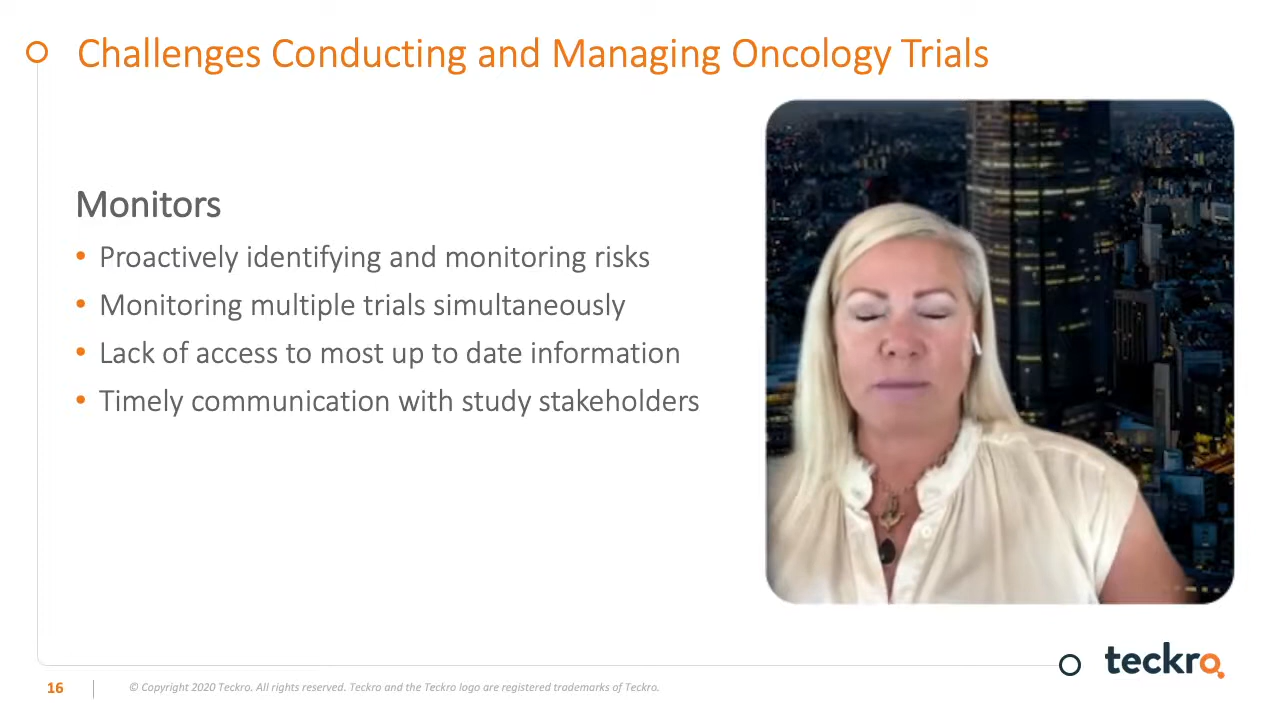 Challenges Conducting and Managing Oncology Trials
Monitors
• Proactively identifying and monitoring risks
• Monitoring multiple trials simultaneously
• Lack of access to most up to date information
• Timely communication with study stakeholders
teckro
16
© Copyright 2020 Teckro. All rights reserved. Teckro and the Teckro logo are registered trademarks of Teckro.